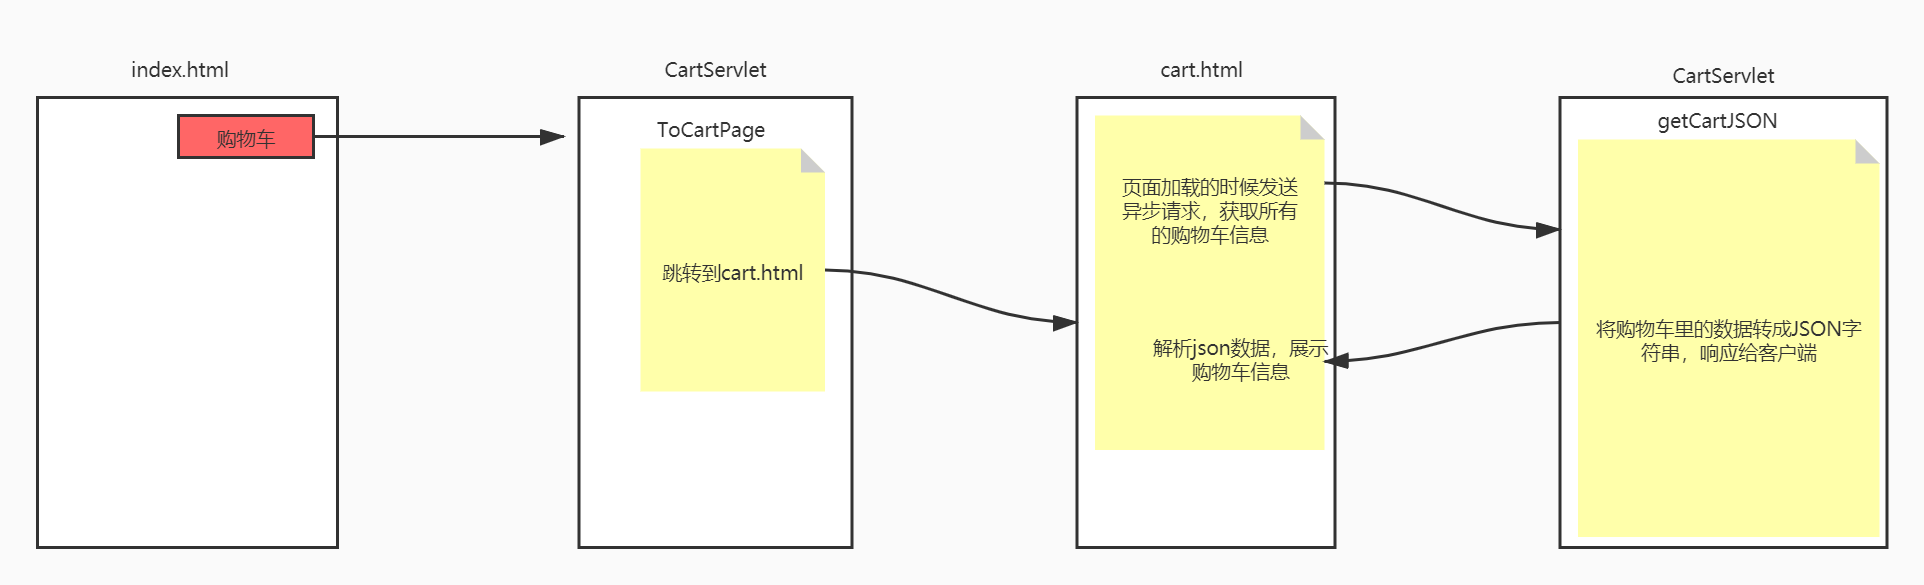 index.html
购物车
CartServlet
ToCartPage
跳转到cart.html
cart.html
页面加载的时候发送
异步请求，获取所有
的购物车信息
解析json数据，展示
购物车信息
CartServlet
getCartJSON
将购物车里的数据转成JSON字
符串，响应给客户端